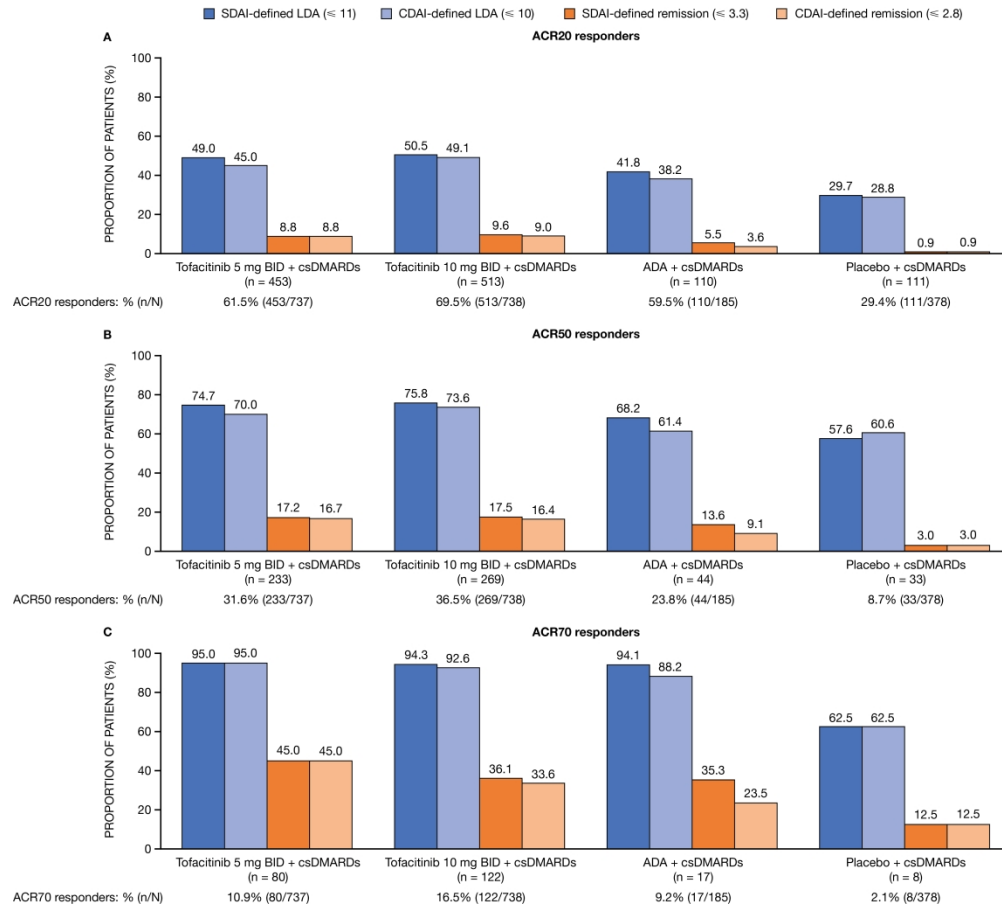 SDAI-defined LDA (≤ 11) CDAI-defined LDA (≤ 10) SDAI-defined remission (≤ 3.3) CDAI-defined remission (≤ 2.8)
A ACR20 responders
PROPORTION OF PATIENTS (%)
100
80
60
40
20
0
49.0 45.0 8.8 8.8
50.5 49.1 9.6 9.0
41.8 38.2 5.5 3.6
29.7 28.8 0.9 0.9
Tofacitinib 5 mg BID + csDMARDs Tofacitinib 10 mg BID + csDMARDs ADA + csDMARDs Placebo + csDMARDs
(n = 453) (n = 513) (n = 110) (n = 111)
ACR20 responders: % (n/N) 61.5% (453/737) 69.5% (513/738) 59.5% (110/185) 29.4% (111/378)
B ACR50 responders
PROPORTION OF PATIENTS (%)
100
80
60
40
20
0
74.7 70.0 17.2 16.7
75.8 73.6 17.5 16.4
68.2 61.4 13.6 9.1
57.6 60.6 3.0 3.0
Tofacitinib 5 mg BID + csDMARDs Tofacitinib 10 mg BID + csDMARDs ADA + csDMARDs Placebo + csDMARDs
(n = 233) (n = 269) (n = 44) (n = 33)
ACR50 responders: % (n/N) 31.6% (233/737) 36.5% (269/738) 23.8% (44/185) 8.7% (33/378)
C ACR70 responders
PROPORTION OF PATIENTS (%)
100
80
60
40
20
0
95.0 95.0 45.0 45.0
94.3 92.6 36.1 33.6
94.1 88.2 35.3 23.5
62.5 62.5 12.5 12.5
Tofacitinib 5 mg BID + csDMARDs Tofacitinib 10 mg BID + csDMARDs ADA + csDMARDs Placebo + csDMARDs
(n = 80) (n = 122) (n = 17) (n = 8)
ACR70 responders: % (n/N) 10.9% (80/737) 16.5% (122/738) 9.2% (17/185) 2.1% (8/378)